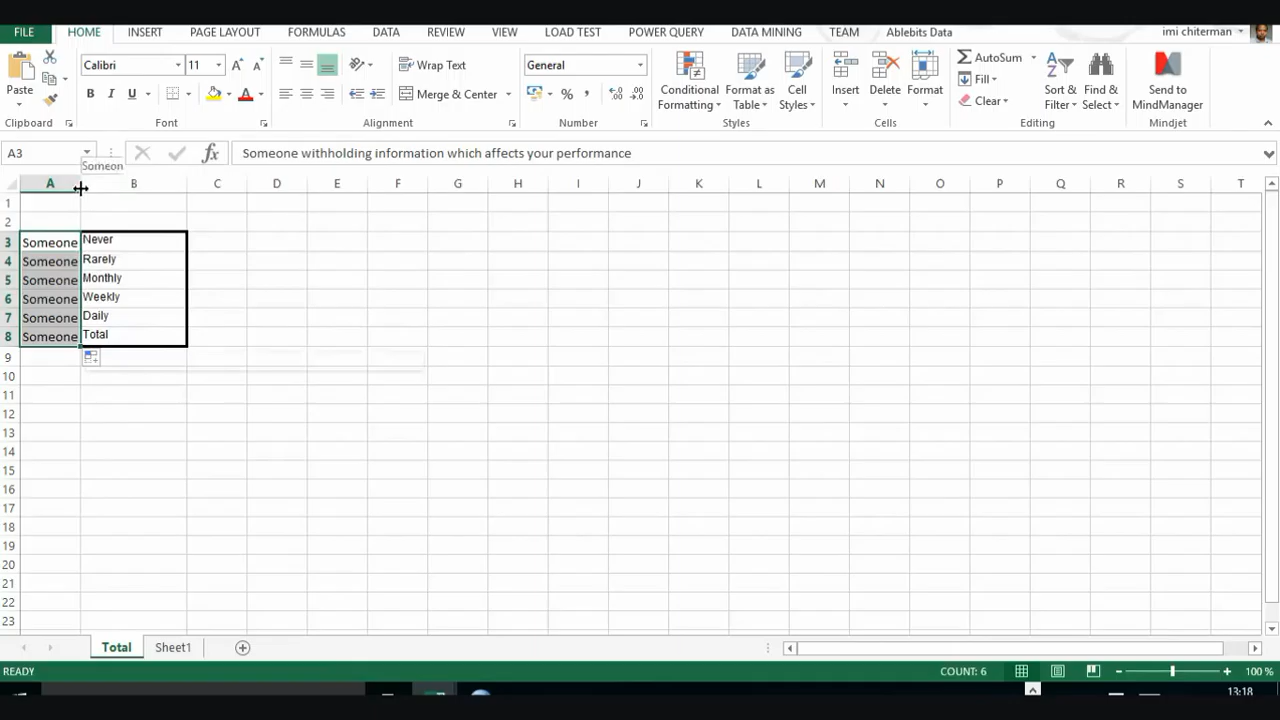 FILE HOME INSERT PAGE LAYOUT FORMULAS DATA REVIEW VIEW LOAD TEST POWER QUERY DATA MINING TEAM Ablebits Data imi chiterman
Calibri 11 Wrap Text General AutoSum
Paste Conditional Format as Cell Insert Delete Format Fill Sort & Find & Send to
B I U Merge & Center % Formatting Table Styles Clear Filter Select MindManager
Clipboard Font Alignment Number Styles Cells Editing Mindjet
A3 fx Someone withholding information which affects your performance
Someon
A B C D E F G H I J K L M N O P Q R S T
1
2
3 Someone Never
4 Someone Rarely
5 Someone Monthly
6 Someone Weekly
7 Someone Daily
8 Someone Total
9
10
11
12
13
14
15
16
17
18
19
20
21
22
23
Total Sheet1
READY COUNT: 6 100 %
13:18